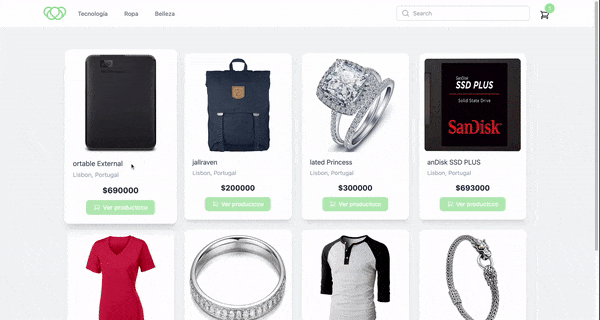 Tecnología
Ropa
Belleza
Search
1
ortable External
Lisbon, Portugal
$690000
Ver productos
jallraven
Lisbon, Portugal
$200000
Ver productos
lated Princess
Lisbon, Portugal
$300000
Ver productos
SanDisk
SSD PLUS
Solid State Drive
SanDisk
anDisk SSD PLUS
Lisbon, Portugal
$693000
Ver productos